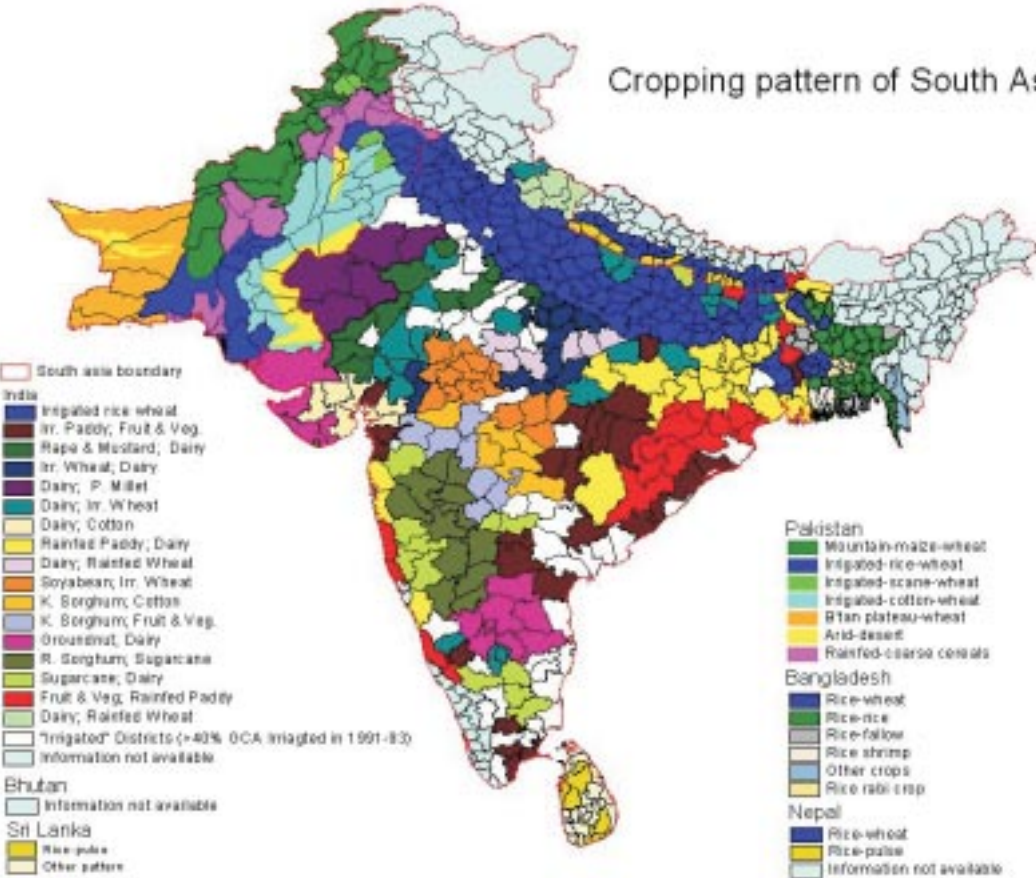 Cropping pattern of South As
South asia boundary
India
Irrigated rice wheat
Irr. Paddy; Fruit & Veg.
Rape & Mustard; Dairy
Irr. Wheat; Dairy
Dairy; P. Millet
Dairy; Irr. Wheat
Dairy; Cotton
Rainfed Paddy; Dairy
Dairy; Rainfed Wheat
Soyabean; Irr. Wheat
K. Sorghum; Cotton
K. Sorghum; Fruit & Veg.
Groundnut, Dairy
R. Sorghum; Sugarcane
Sugarcane; Dairy
Fruit & Veg; Rainfed Paddy
Dairy; Rainfed Wheat
"Irrigated" Districts (>40% GCA Irriagted in 1991-93)
Information not available
Bhutan
Information not available
Sri Lanka
Rice-pulse
Other pattern
Pakistan
Mountain-maize-wheat
Irrigated-rice-wheat
Irrigated-scane-wheat
Irrigated-cotton-wheat
B'tan plateau-wheat
Arid-desert
Rainfed-coarse cereals
Bangladesh
Rice-wheat
Rice-rice
Rice-fallow
Rice shrimp
Other crops
Rice rabi crop
Nepal
Rice-wheat
Rice-pulse
Information not available